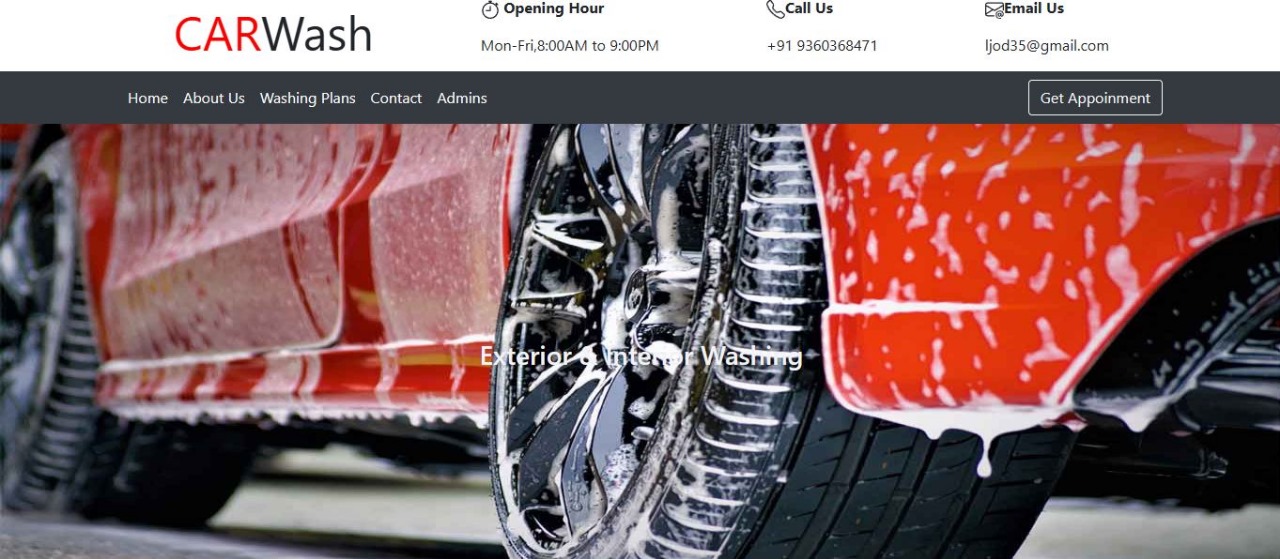 CARWash
Opening Hour
Mon-Fri,8:00AM to 9:00PM
Call Us
+91 9360368471
Email Us
ljod35@gmail.com
Home About Us Washing Plans Contact Admins
Get Appoinment
Exterior & Interior Washing